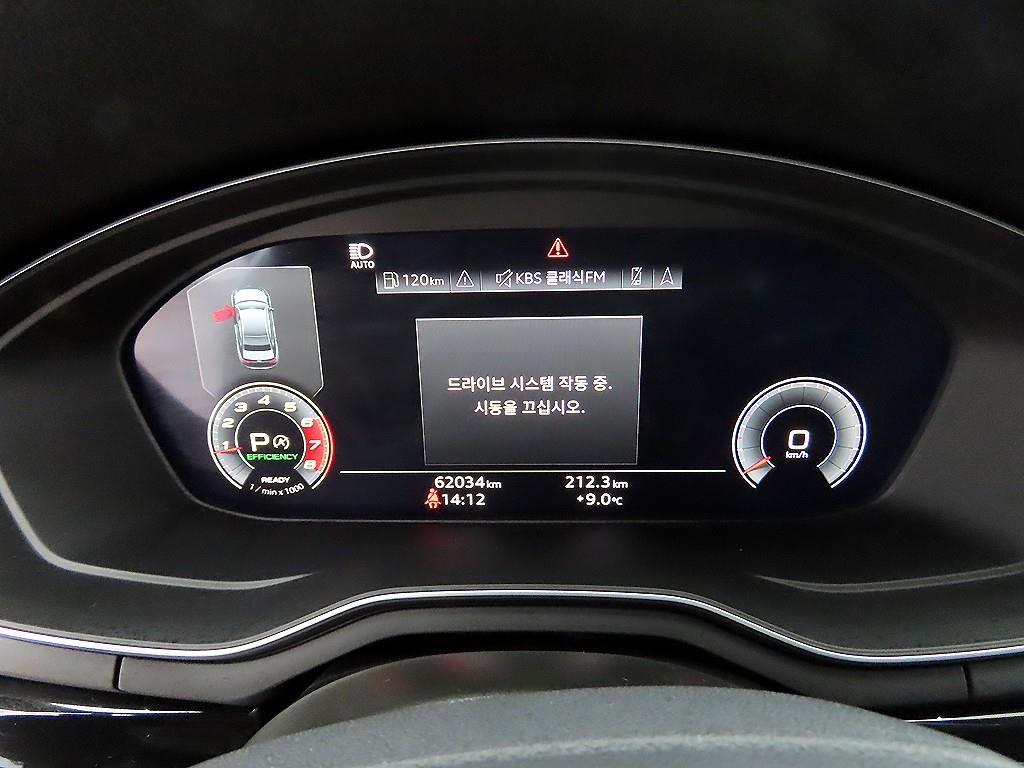 AUTO
120km
KBS 클래식FM
드라이브 시스템 작동 중.
시동을 끄십시오.
1 2 3 4 5 6 7 8
P A
EFFICIENCY
READY
1 / min x 1000
0
km/h
62034km 212.3km
14:12 +9.0°C